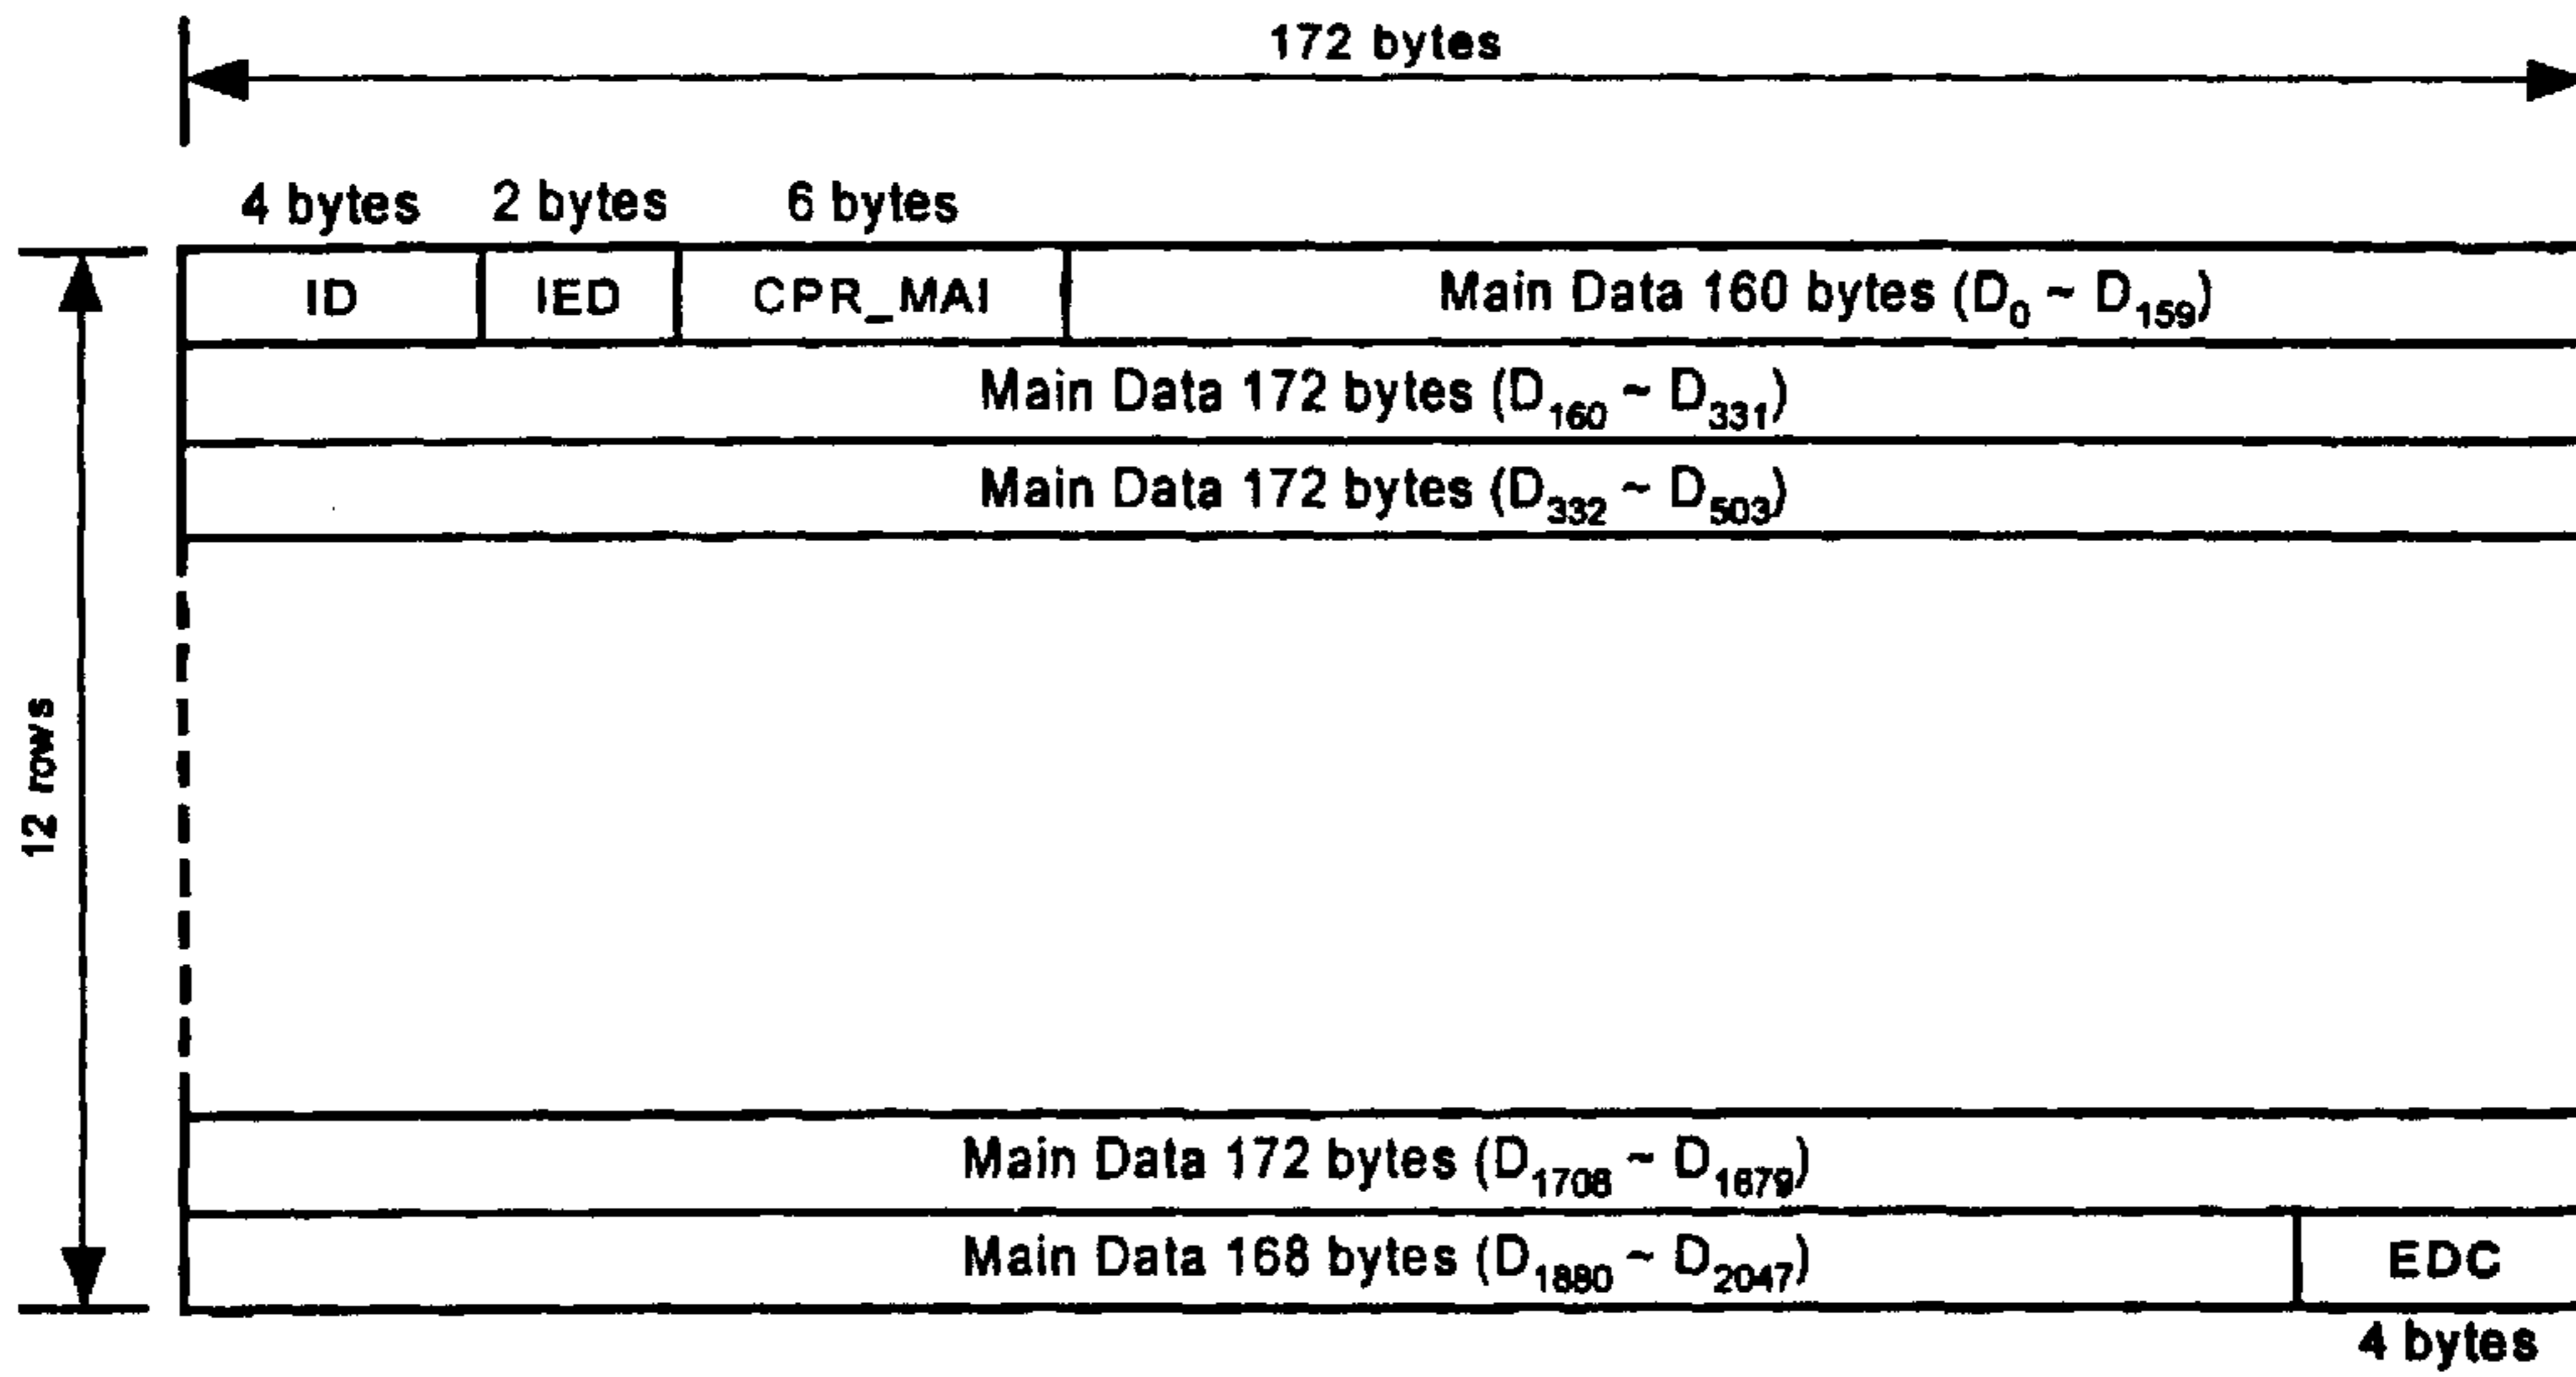 172 bytes
4 bytes 2 bytes 6 bytes
ID IED CPR_MAI Main Data 160 bytes (D0 ~ D159)
Main Data 172 bytes (D160 ~ D331)
Main Data 172 bytes (D332 ~ D503)
12 rows
Main Data 172 bytes (D1708 ~ D1879)
Main Data 168 bytes (D1880 ~ D2047) EDC
4 bytes